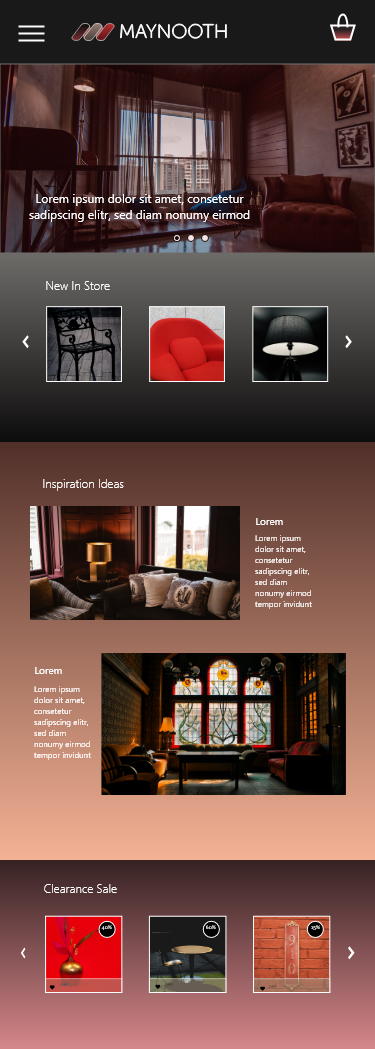 MAYNOOTH
Lorem ipsum dolor sit amet, consetetur
sadipscing elitr, sed diam nonumy eirmod
New In Store
Inspiration Ideas
Lorem
Lorem ipsum
dolor sit amet,
consetetur
sadipscing elitr,
sed diam
nonumy eirmod
tempor invidunt
Lorem
Lorem ipsum
dolor sit amet,
consetetur
sadipscing elitr,
sed diam
nonumy eirmod
tempor invidunt
Clearance Sale
40%
60%
25%
910